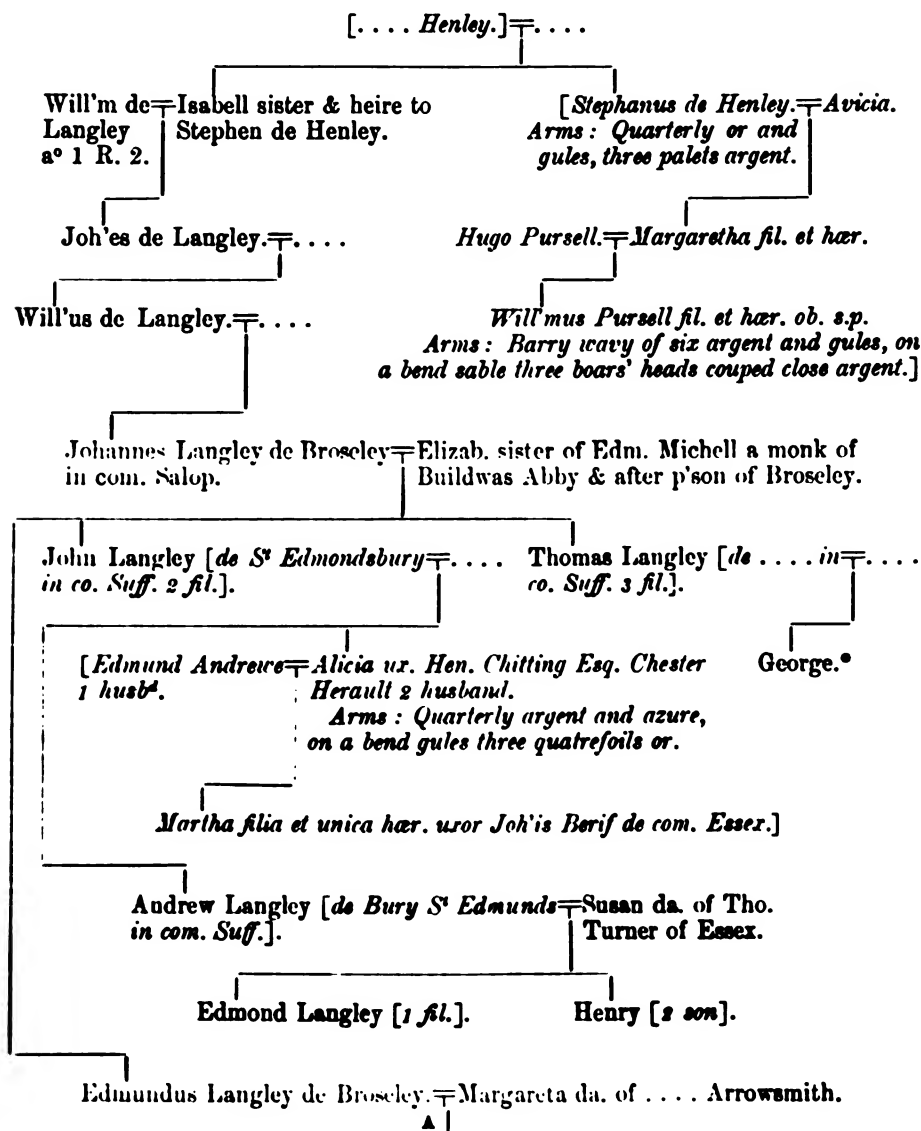 [. . . . Henley.]╤. . . .
Will'm de╤Isabell sister & heire to [Stephanus de Henley.╤Avicia.
Langley Stephen de Henley. Arms: Quarterly or and
a° 1 R. 2. gules, three palets argent.
Joh'es de Langley.╤. . . . Hugo Pursell.╤Margaretha fil. et hær.
Will'us de Langley.╤. . . . Will'mus Pursell fil. et hær. ob. s.p.
Arms: Barry wavy of six argent and gules, on
a bend sable three boars' heads couped close argent.]
Johannes Langley de Broseley╤Elizab. sister of Edm. Michell a monk of
in com. Salop. Buildwas Abby & after p'son of Broseley.
John Langley [de Sᵗ Edmondsbury╤. . . . Thomas Langley [de . . . . in╤. . . .
in co. Suff. 2 fil.]. co. Suff. 3 fil.].
[Edmund Andrewe╤Alicia ux. Hen. Chitting Esq. Chester George.*
1 husbᵈ. Herault 2 husband.
Arms: Quarterly argent and azure,
on a bend gules three quatrefoils or.
Martha filia et unica hær. uxor Joh'is Berif de com. Essex.]
Andrew Langley [de Bury Sᵗ Edmunds╤Susan da. of Tho.
in com. Suff.]. Turner of Essex.
Edmond Langley [1 fil.]. Henry [2 son].
Edmundus Langley de Broseley.╤Margareta da. of . . . . Arrowsmith.
A